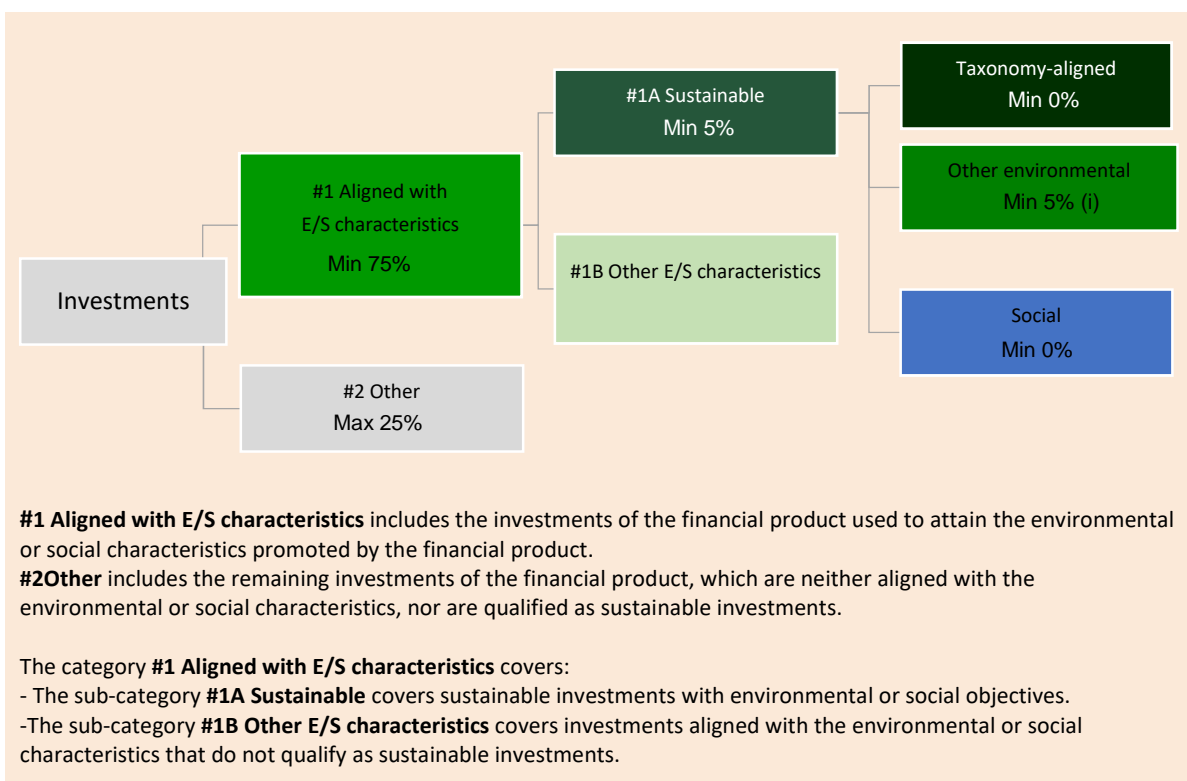 Investments
#1 Aligned with
E/S characteristics
Min 75%
#2 Other
Max 25%
#1A Sustainable
Min 5%
#1B Other E/S characteristics
Taxonomy-aligned
Min 0%
Other environmental
Min 5% (i)
Social
Min 0%
#1 Aligned with E/S characteristics includes the investments of the financial product used to attain the environmental
or social characteristics promoted by the financial product.
#2Other includes the remaining investments of the financial product, which are neither aligned with the
environmental or social characteristics, nor are qualified as sustainable investments.
The category #1 Aligned with E/S characteristics covers:
- The sub-category #1A Sustainable covers sustainable investments with environmental or social objectives.
-The sub-category #1B Other E/S characteristics covers investments aligned with the environmental or social
characteristics that do not qualify as sustainable investments.